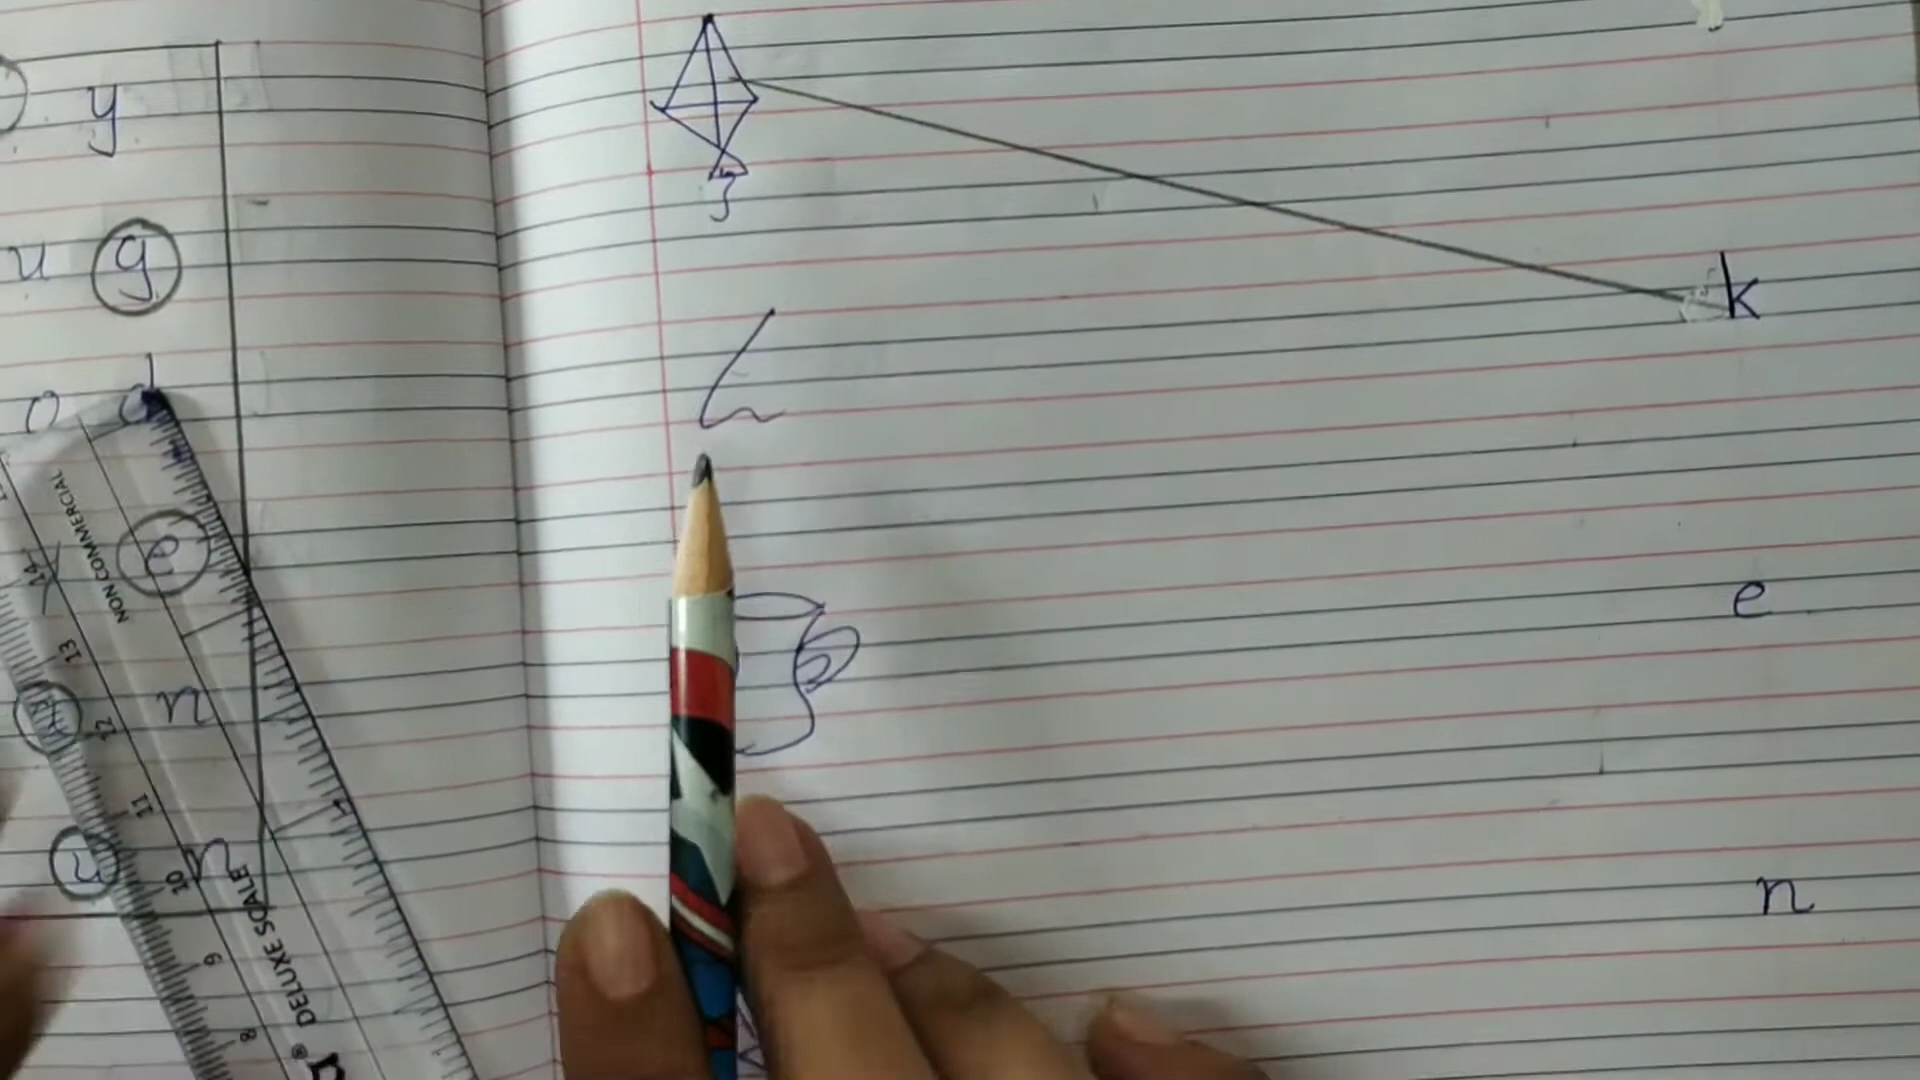 y
u g
k
o d
e
e
n
n
n
NON COMMERCIAL
14
13
12
11
10
9
8
DELUXE SCALE ®